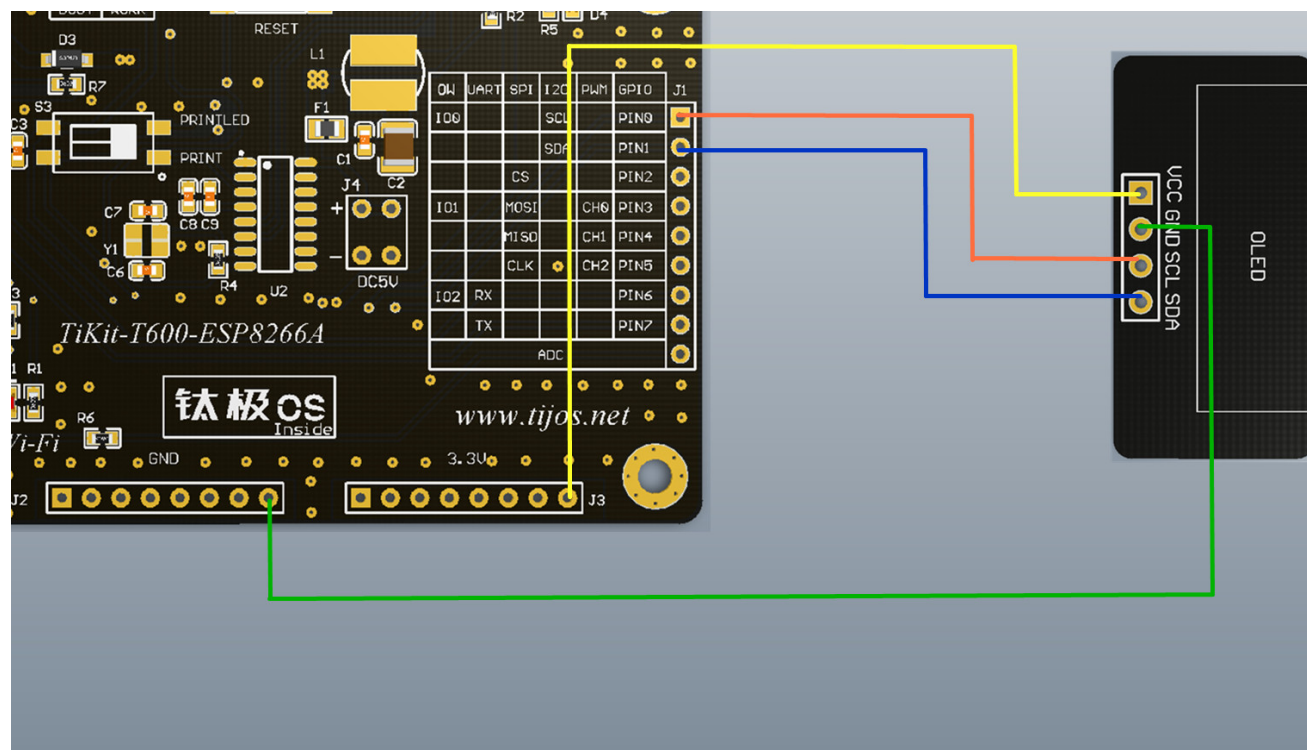 R2
D4
R5
RESET
D3
L1
R7
S3
PRINTLED
F1
C3
PRINT
C1
C2
J4
+
-
DC5V
C7
C8 C9
Y1
C6
R4
U2
OW UART SPI I2C PWM GPIO J1
IO0 SCL PIN0
SDA PIN1
CS PIN2
IO1 MOSI CH0 PIN3
MISO CH1 PIN4
CLK CH2 PIN5
IO2 RX PIN6
TX PIN7
ADC
TiKit-T600-ESP8266A
R1
R6
钛极OS
Inside
www.tijos.net
Wi-Fi
GND
3.3V
J2
J3
VCC GND SCL SDA
OLED